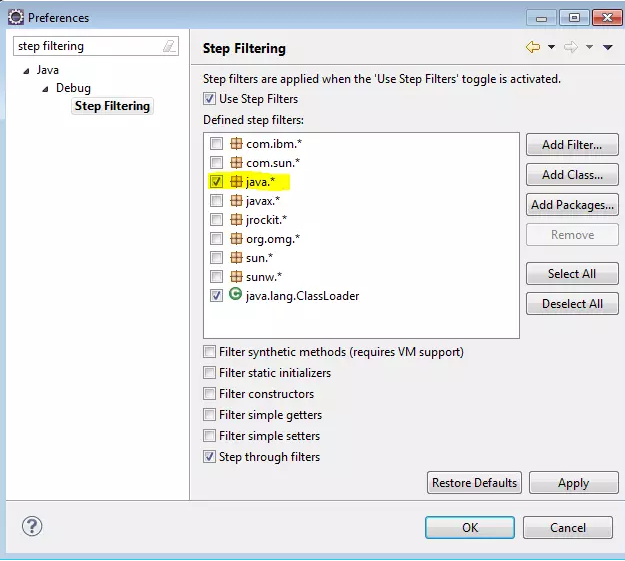 Preferences
step filtering
Java
Debug
Step Filtering
Step Filtering
Step filters are applied when the 'Use Step Filters' toggle is activated.
Use Step Filters
Defined step filters:
com.ibm.*
com.sun.*
java.*
javax.*
jrockit.*
org.omg.*
sun.*
sunw.*
java.lang.ClassLoader
Add Filter...
Add Class...
Add Packages...
Remove
Select All
Deselect All
Filter synthetic methods (requires VM support)
Filter static initializers
Filter constructors
Filter simple getters
Filter simple setters
Step through filters
Restore Defaults
Apply
OK
Cancel